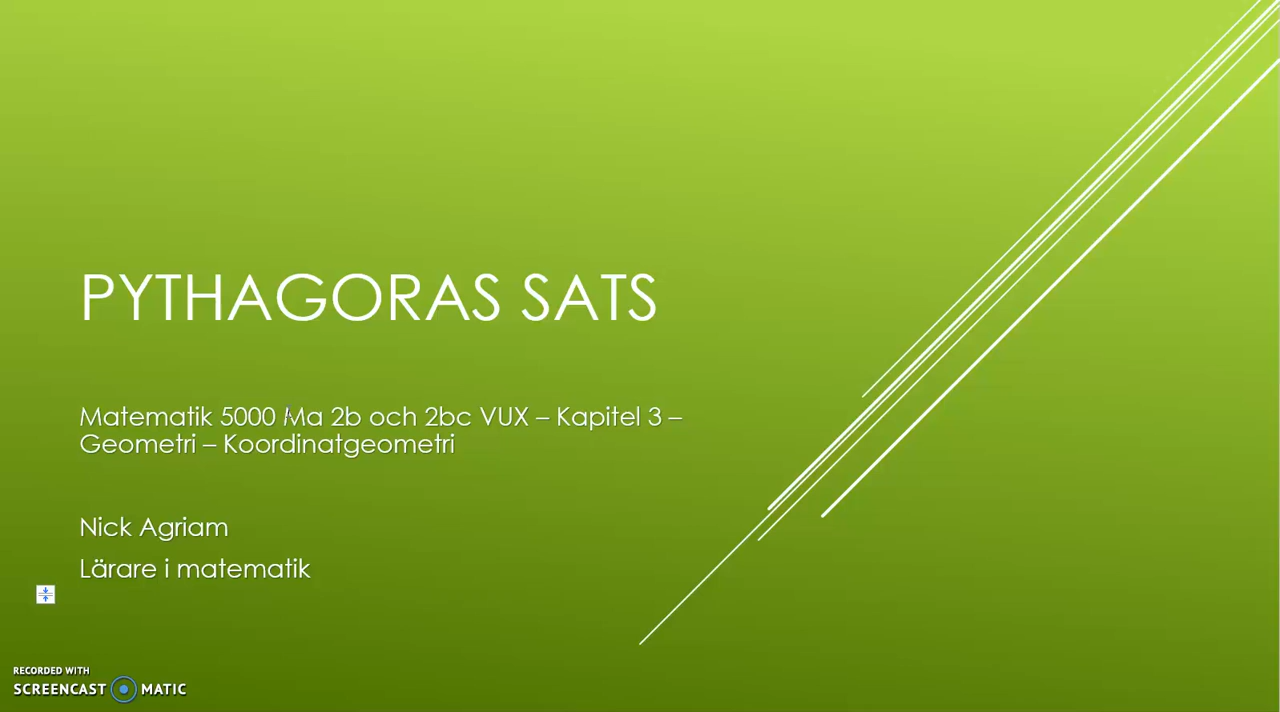 PYTHAGORAS SATS
Matematik 5000 Ma 2b och 2bc VUX – Kapitel 3 –
Geometri – Koordinatgeometri
Nick Agriam
Lärare i matematik
RECORDED WITH
SCREENCAST MATIC